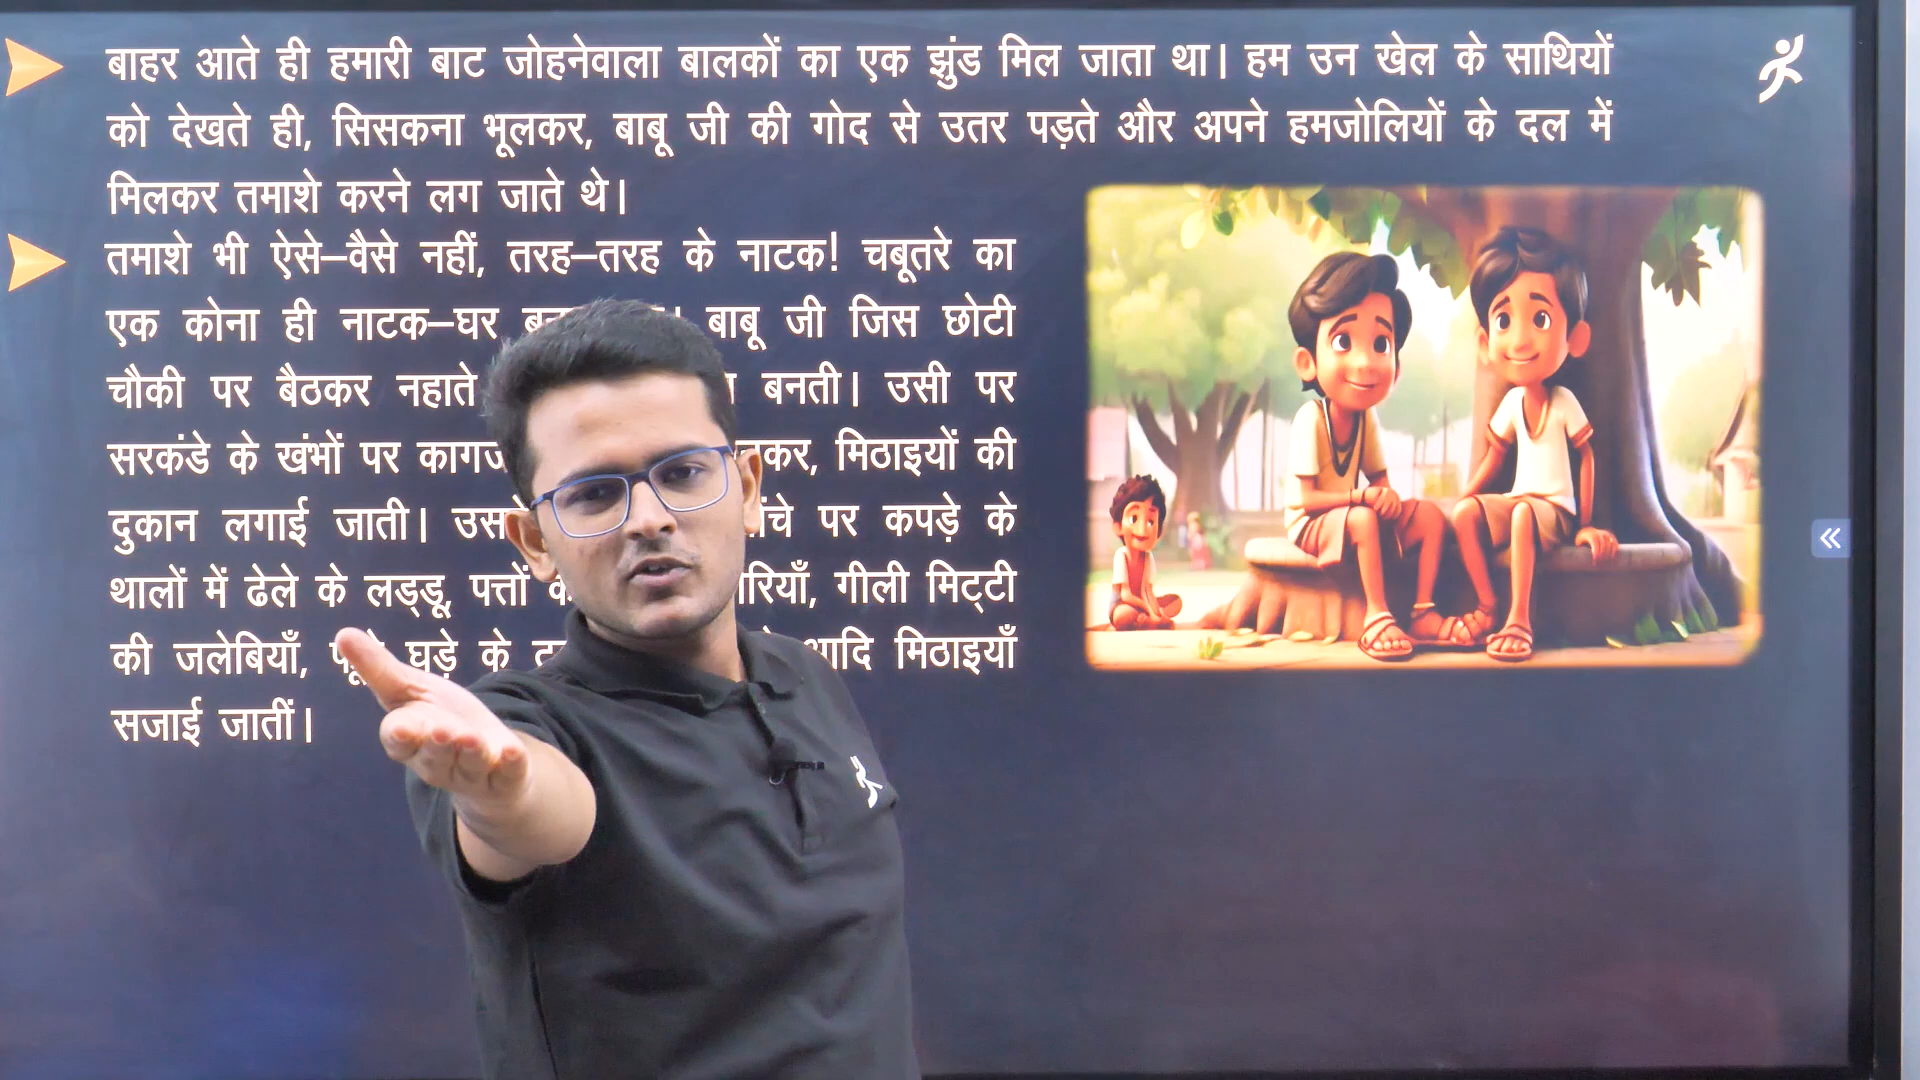 बाहर आते ही हमारी बाट जोहनेवाला बालकों का एक झुंड मिल जाता था। हम उन खेल के साथियों
को देखते ही, सिसकना भूलकर, बाबू जी की गोद से उतर पड़ते और अपने हमजोलियों के दल में
मिलकर तमाशे करने लग जाते थे।
तमाशे भी ऐसे–वैसे नहीं, तरह–तरह के नाटक! चबूतरे का
एक कोना ही नाटक–घर बाबू जी जिस छोटी
चौकी पर बैठकर नहाते बनती। उसी पर
सरकंडे के खंभों पर मिठाइयों की
दुकान लगाई जाती। पर कपड़े के
थालों में ढेले के लड्डू, पत्तों गीली मिट्टी
की जलेबियाँ, घड़े के आदि मिठाइयाँ
सजाई जातीं।